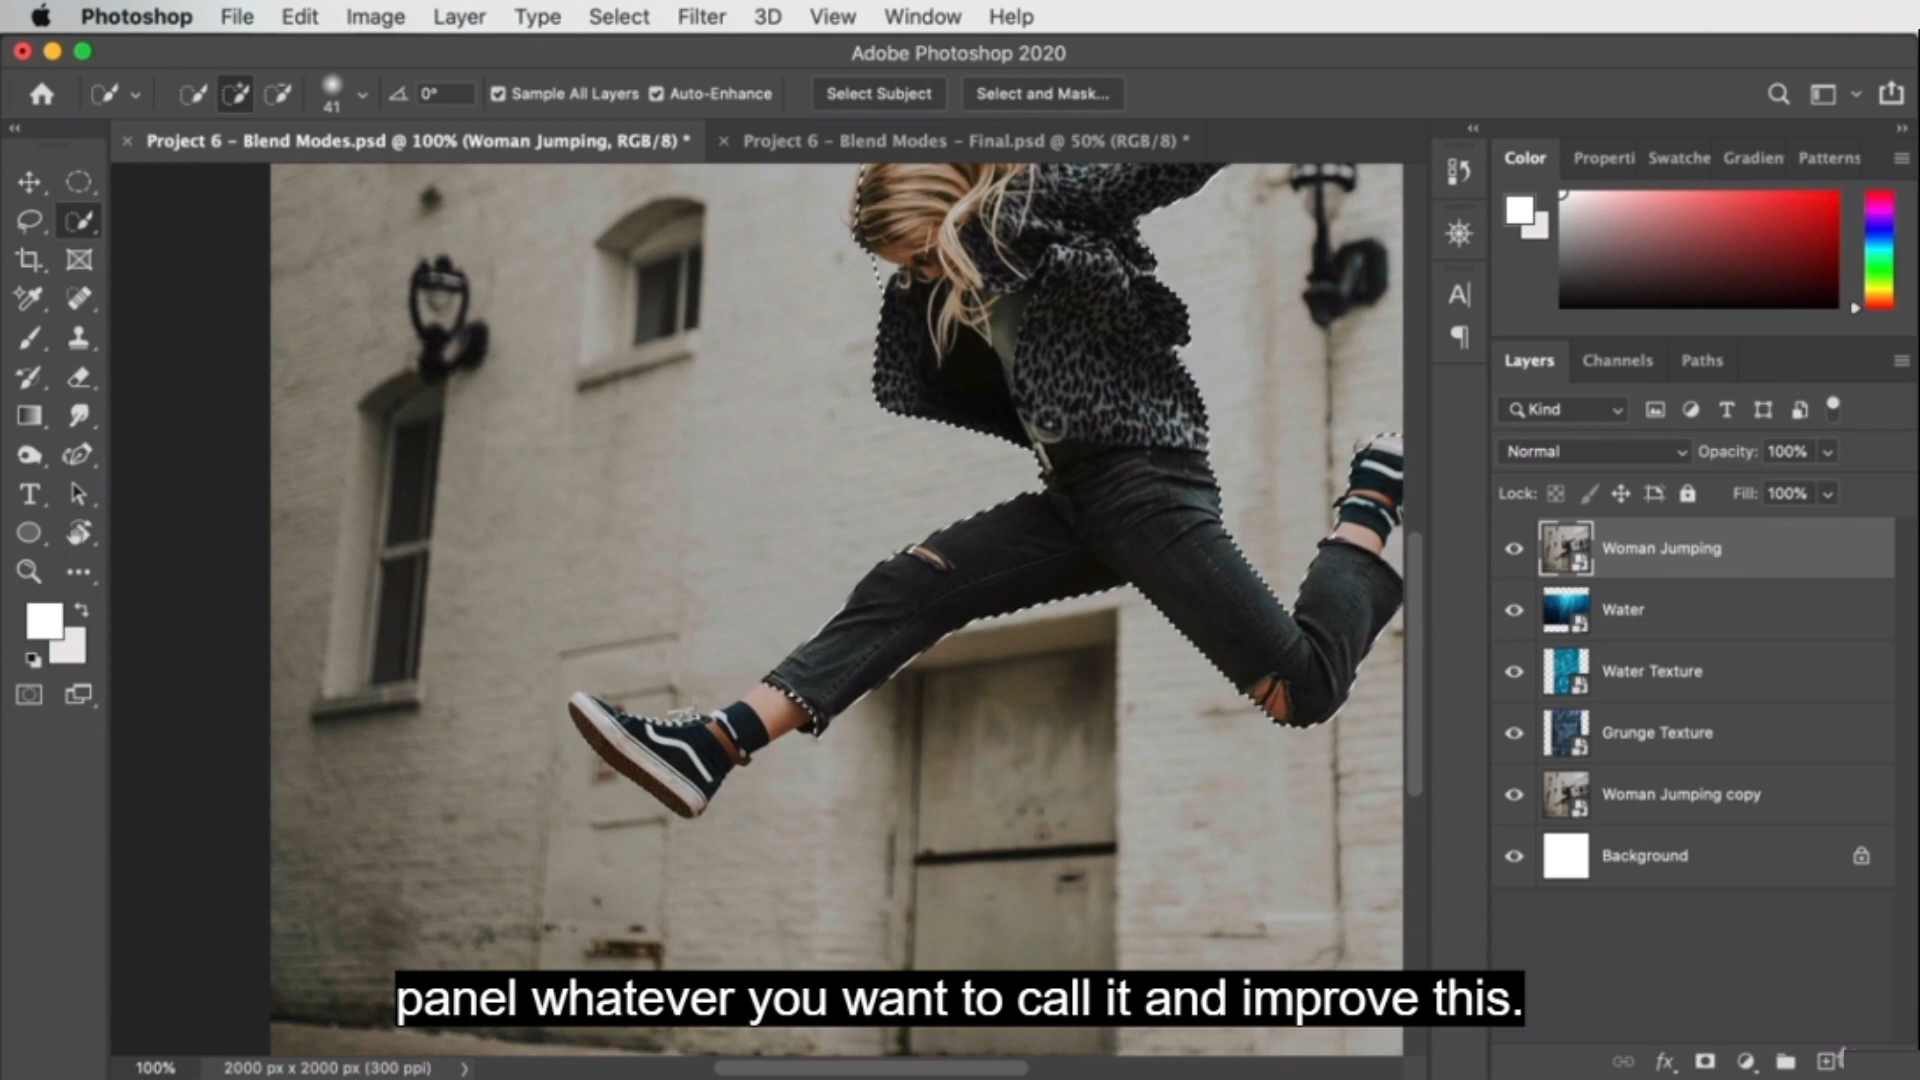 Photoshop File Edit Image Layer Type Select Filter 3D View Window Help
Adobe Photoshop 2020
41 0° Sample All Layers Auto-Enhance Select Subject Select and Mask...
Project 6 – Blend Modes.psd @ 100% (Woman Jumping, RGB/8) * Project 6 – Blend Modes – Final.psd @ 50% (RGB/8) *
Color Properti Swatche Gradien Patterns
Layers Channels Paths
Kind
Normal Opacity: 100%
Lock: Fill: 100%
Woman Jumping
Water
Water Texture
Grunge Texture
Woman Jumping copy
Background
panel whatever you want to call it and improve this.
100% 2000 px x 2000 px (300 ppi)